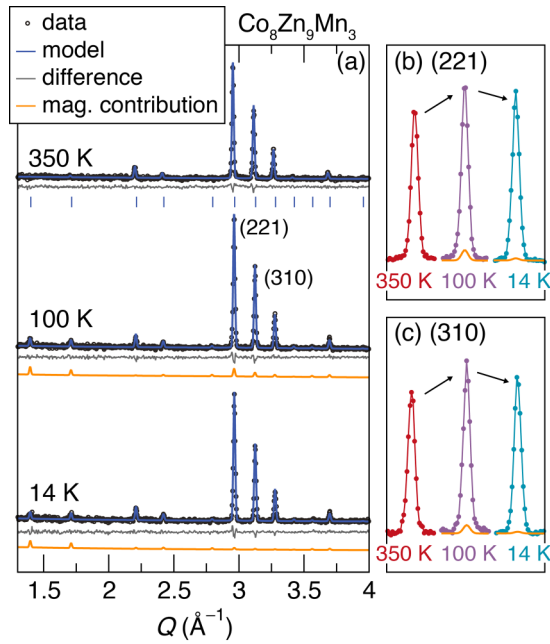 Co₈Zn₉Mn₃
data
model
difference
mag. contribution
(a)
350 K
(221)
(310)
100 K
14 K
1.5 2 2.5 3 3.5 4
Q (Å⁻¹)
(b) (221)
350 K 100 K 14 K
(c) (310)
350 K 100 K 14 K